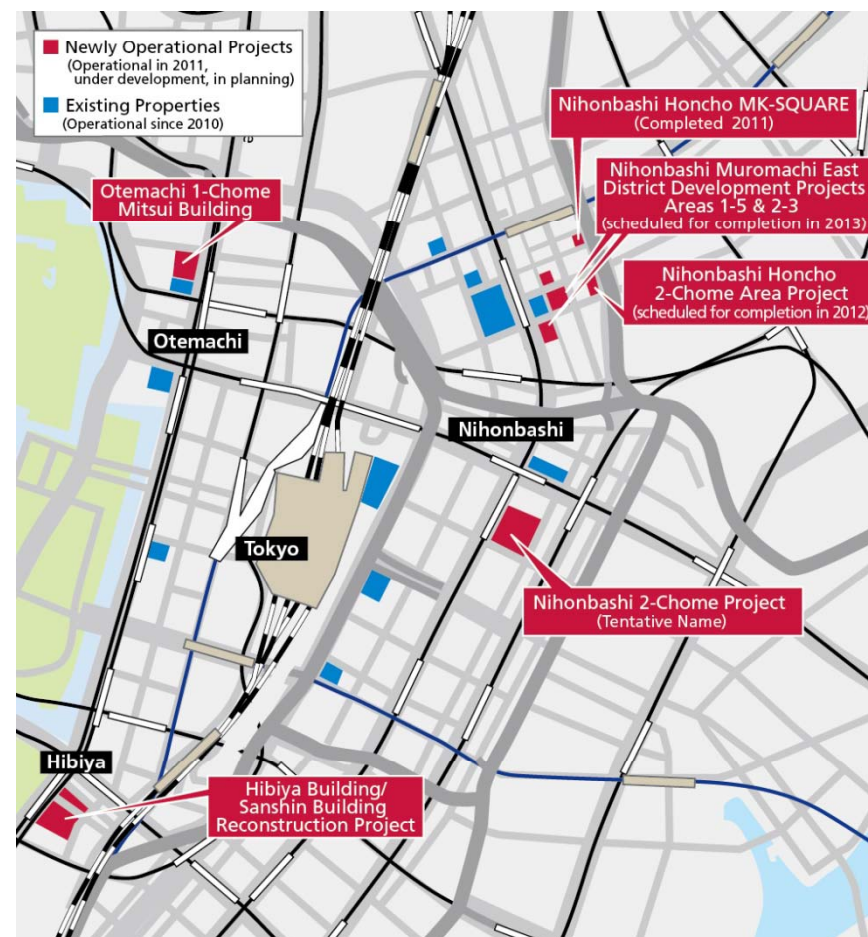 Newly Operational Projects
(Operational in 2011,
under development, in planning)
Existing Properties
(Operational since 2010)
Nihonbashi Honcho MK-SQUARE
(Completed 2011)
Nihonbashi Muromachi East
District Development Projects
Areas 1-5 & 2-3
(scheduled for completion in 2013)
Otemachi 1-Chome
Mitsui Building
Nihonbashi Honcho
2-Chome Area Project
(scheduled for completion in 2012)
Otemachi
Nihonbashi
Tokyo
Nihonbashi 2-Chome Project
(Tentative Name)
Hibiya
Hibiya Building/
Sanshin Building
Reconstruction Project